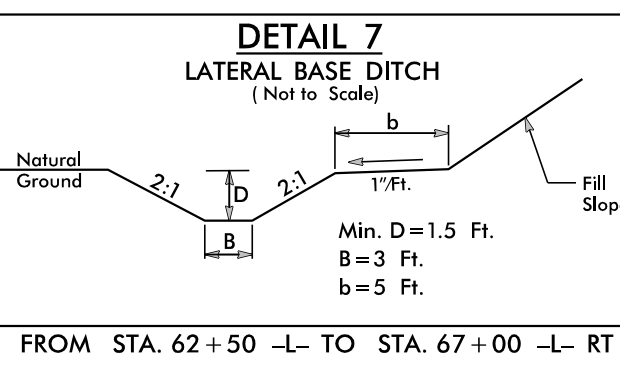 DETAIL 7
LATERAL BASE DITCH
( Not to Scale)
b
Natural
Ground
2:1
D
2:1
1"/Ft.
Fill
B
Min. D=1.5 Ft.
B=3 Ft.
b=5 Ft.
FROM STA. 62+50 -L- TO STA. 67+00 -L- RT